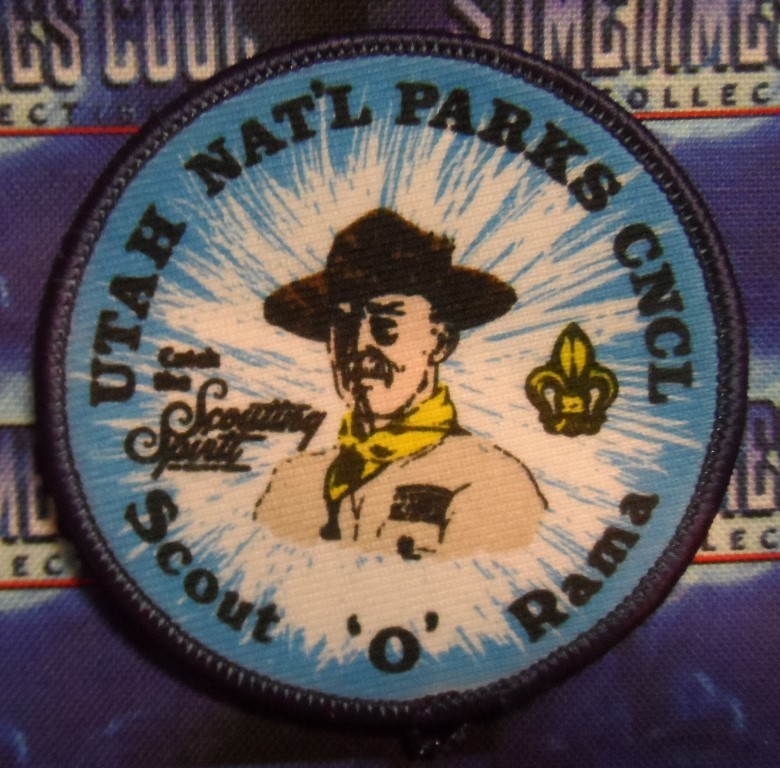 UTAH NAT'L PARKS CNCL
Catch
the
Scouting
Spirit
Scout 'O' Rama